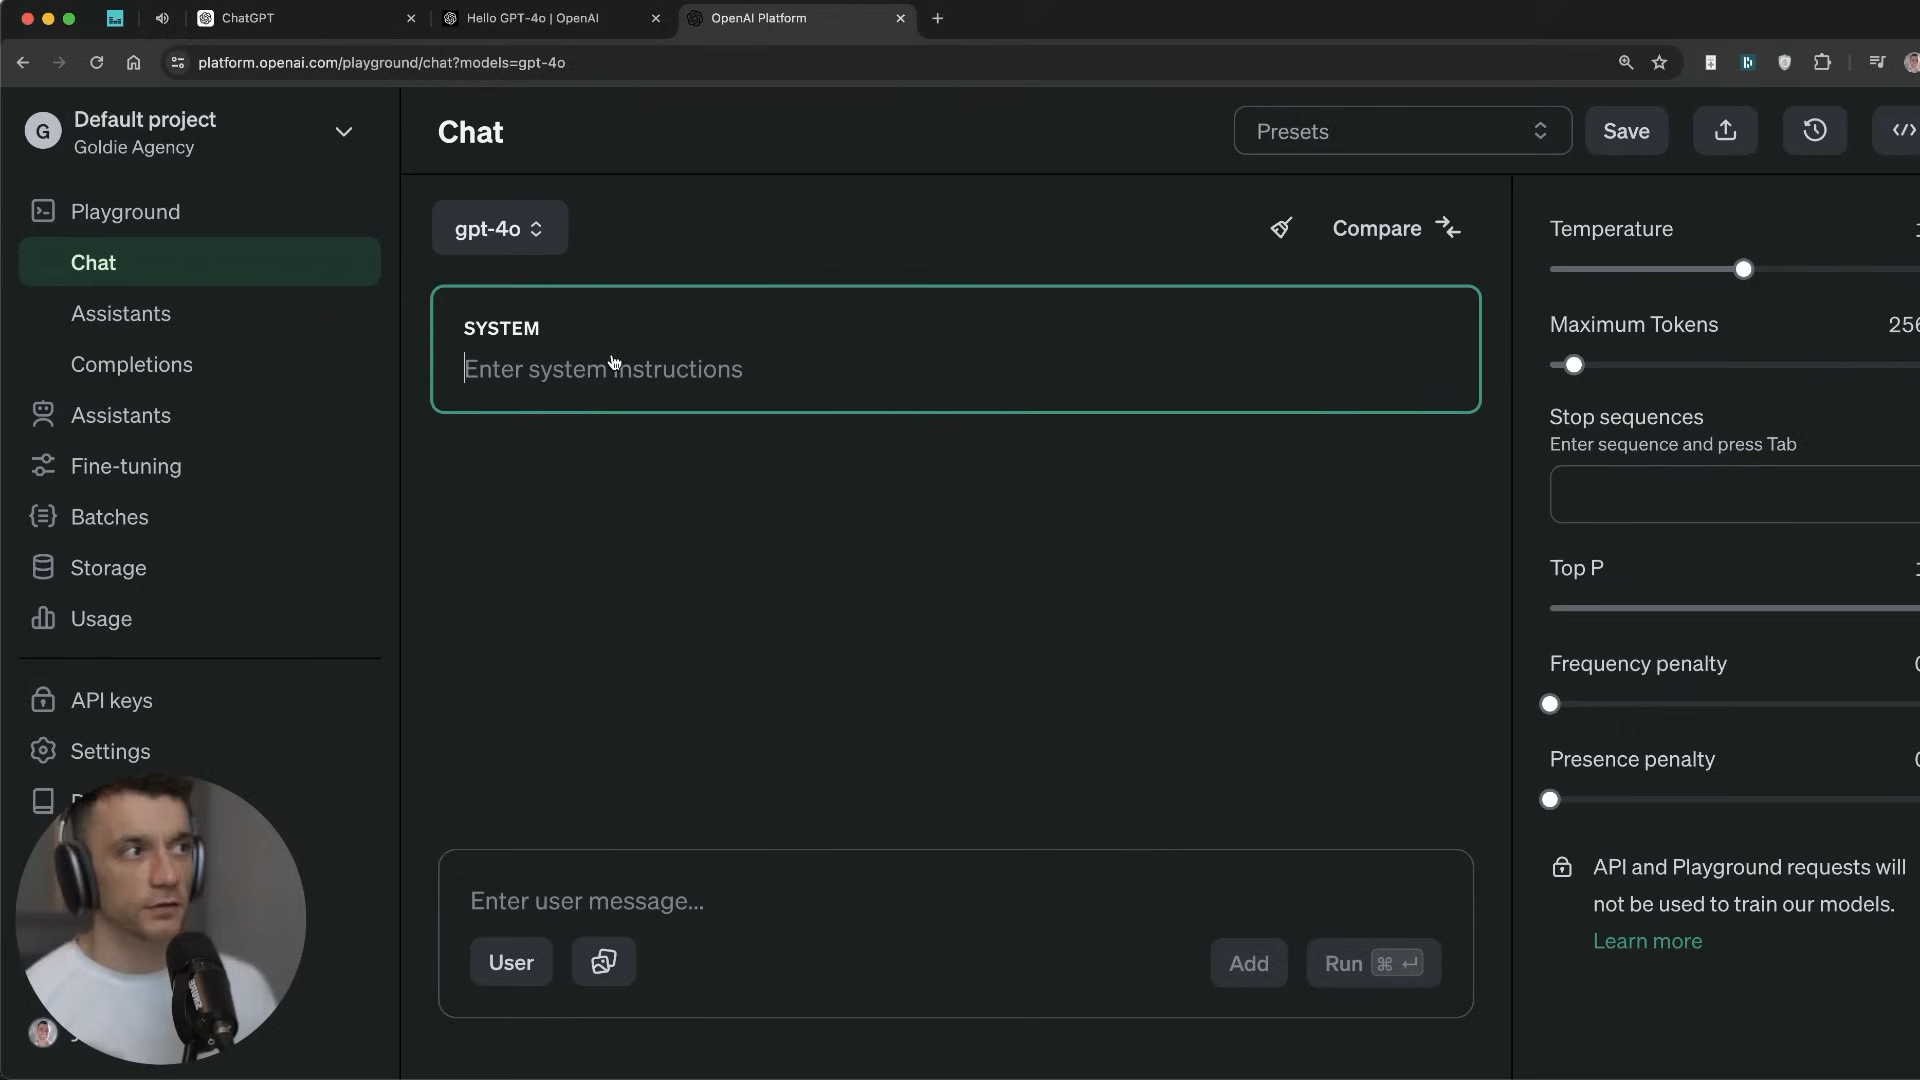 ChatGPT
Hello GPT-4o | OpenAI
OpenAI Platform
platform.openai.com/playground/chat?models=gpt-4o
G
Default project
Goldie Agency
Playground
Chat
Assistants
Completions
Assistants
Fine-tuning
Batches
Storage
Usage
API keys
Settings
Chat
Presets
Save
gpt-4o
Compare
SYSTEM
Enter system instructions
Enter user message...
User
Add
Run ⌘ ↵
Temperature
Maximum Tokens
256
Stop sequences
Enter sequence and press Tab
Top P
Frequency penalty
Presence penalty
API and Playground requests will
not be used to train our models.
Learn more